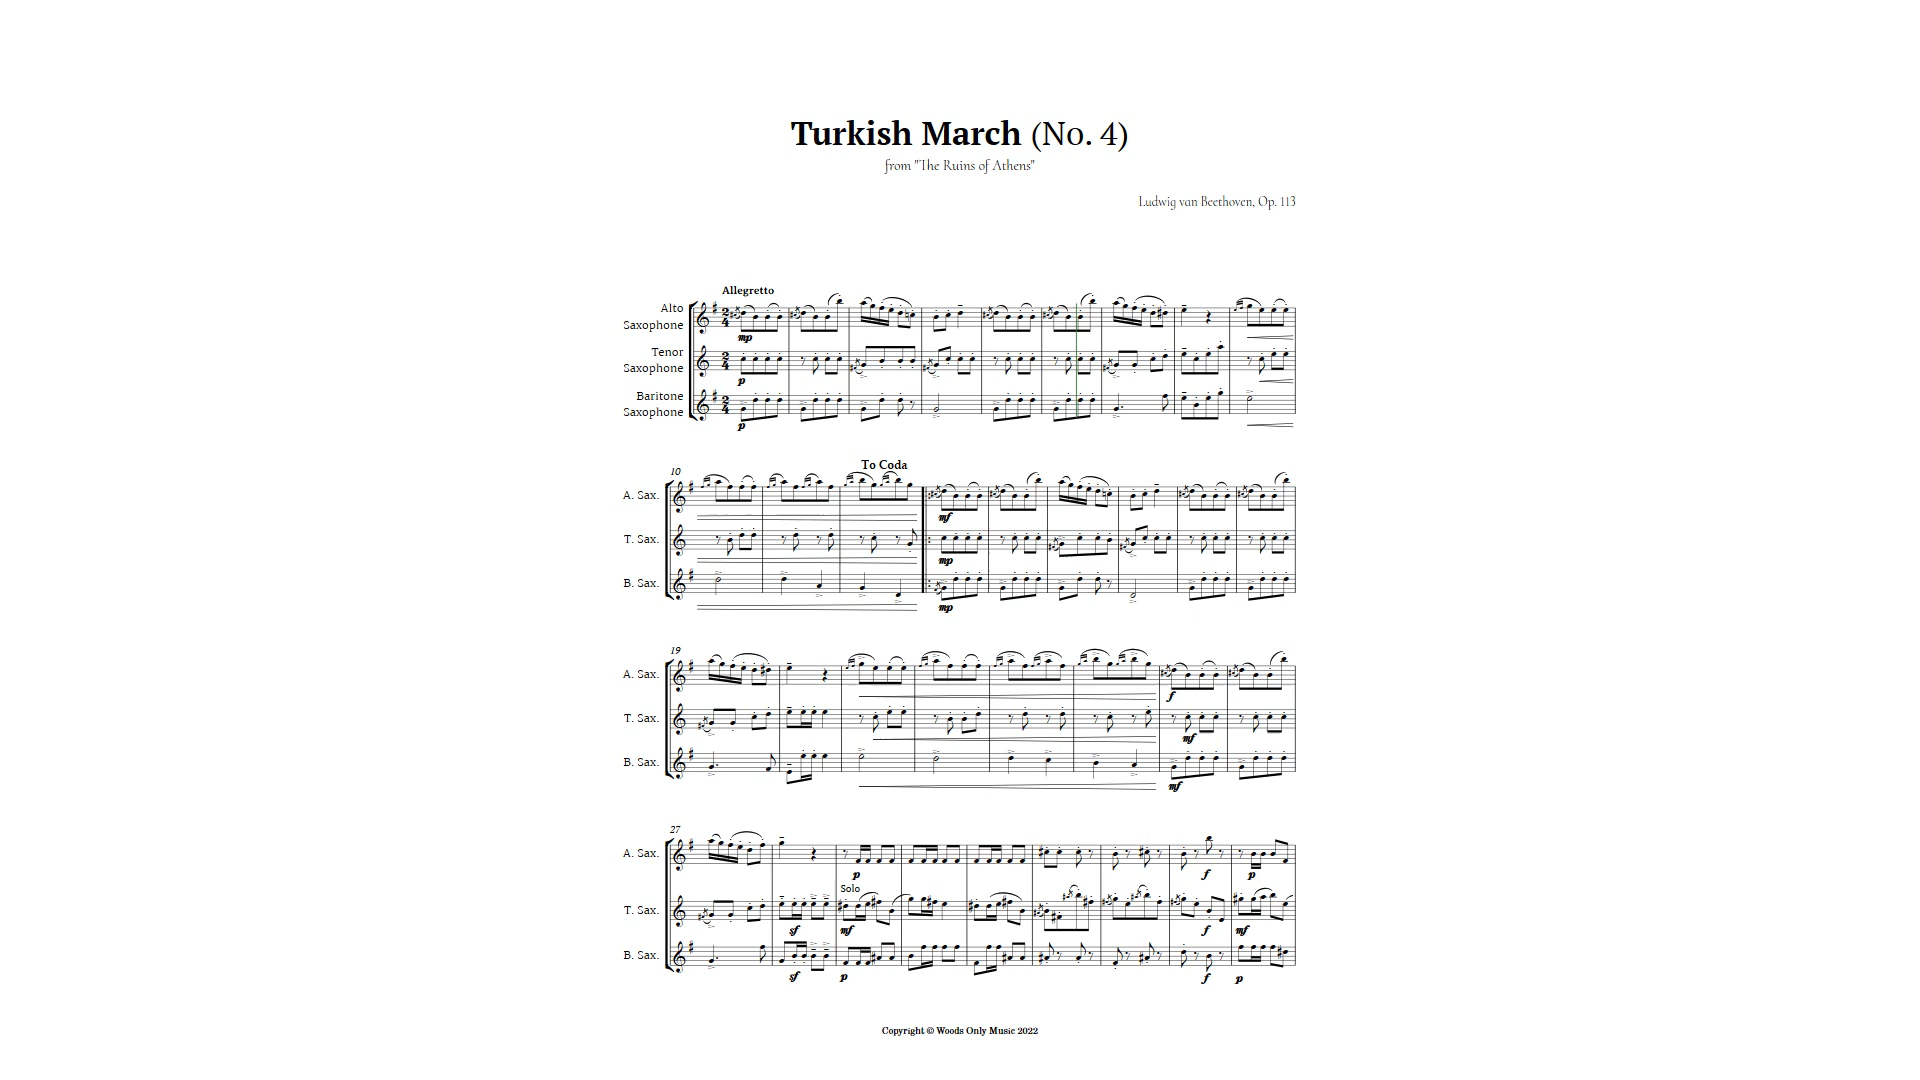 Turkish March (No. 4)
from "The Ruins of Athens"
Ludwig van Beethoven, Op. 113
Allegretto
Alto
Saxophone
mp
Tenor
Saxophone
p
Baritone
Saxophone
p
10
To Coda
A. Sax.
mf
T. Sax.
mp
B. Sax.
mp
19
A. Sax.
f
T. Sax.
mf
B. Sax.
mf
27
A. Sax.
p f p
Solo
T. Sax.
sf mf f mf
B. Sax.
sf p f p
Copyright © Woods Only Music 2022